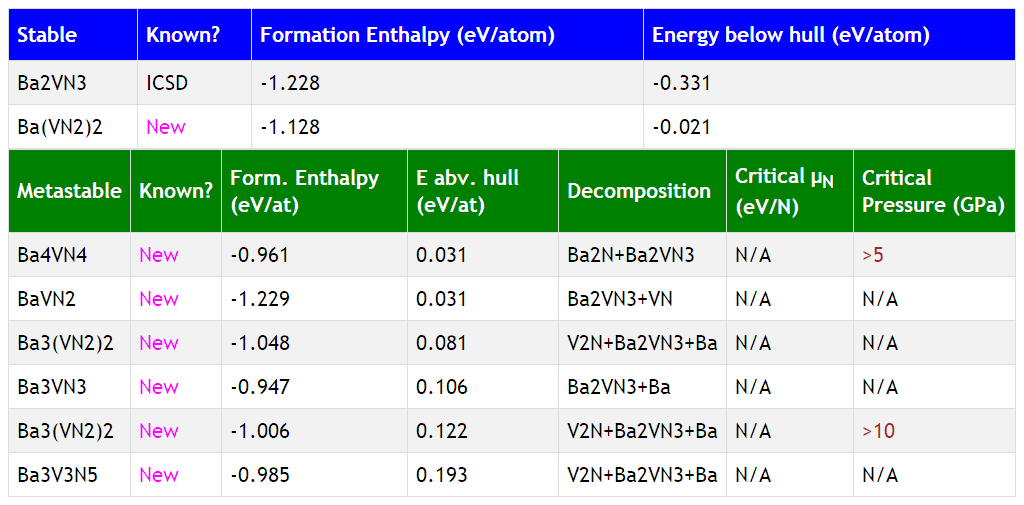 Stable Known? Formation Enthalpy (eV/atom) Energy below hull (eV/atom)
Ba2VN3 ICSD -1.228 -0.331
Ba(VN2)2 New -1.128 -0.021
Metastable Known? Form. Enthalpy (eV/at) E abv. hull (eV/at) Decomposition Critical μN (eV/N) Critical Pressure (GPa)
Ba4VN4 New -0.961 0.031 Ba2N+Ba2VN3 N/A >5
BaVN2 New -1.229 0.031 Ba2VN3+VN N/A N/A
Ba3(VN2)2 New -1.048 0.081 V2N+Ba2VN3+Ba N/A N/A
Ba3VN3 New -0.947 0.106 Ba2VN3+Ba N/A N/A
Ba3(VN2)2 New -1.006 0.122 V2N+Ba2VN3+Ba N/A >10
Ba3V3N5 New -0.985 0.193 V2N+Ba2VN3+Ba N/A N/A